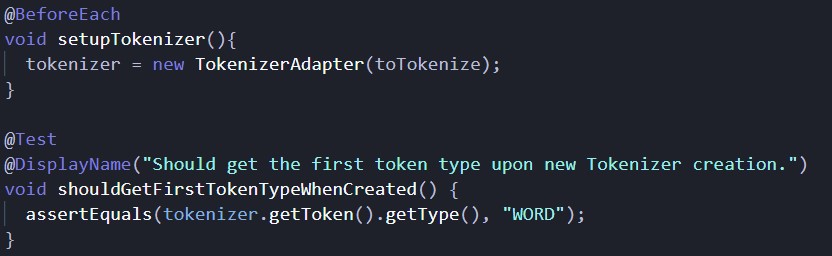 @BeforeEach
void setupTokenizer(){
  tokenizer = new TokenizerAdapter(toTokenize);
}

@Test
@DisplayName("Should get the first token type upon new Tokenizer creation.")
void shouldGetFirstTokenTypeWhenCreated() {
  assertEquals(tokenizer.getToken().getType(), "WORD");
}